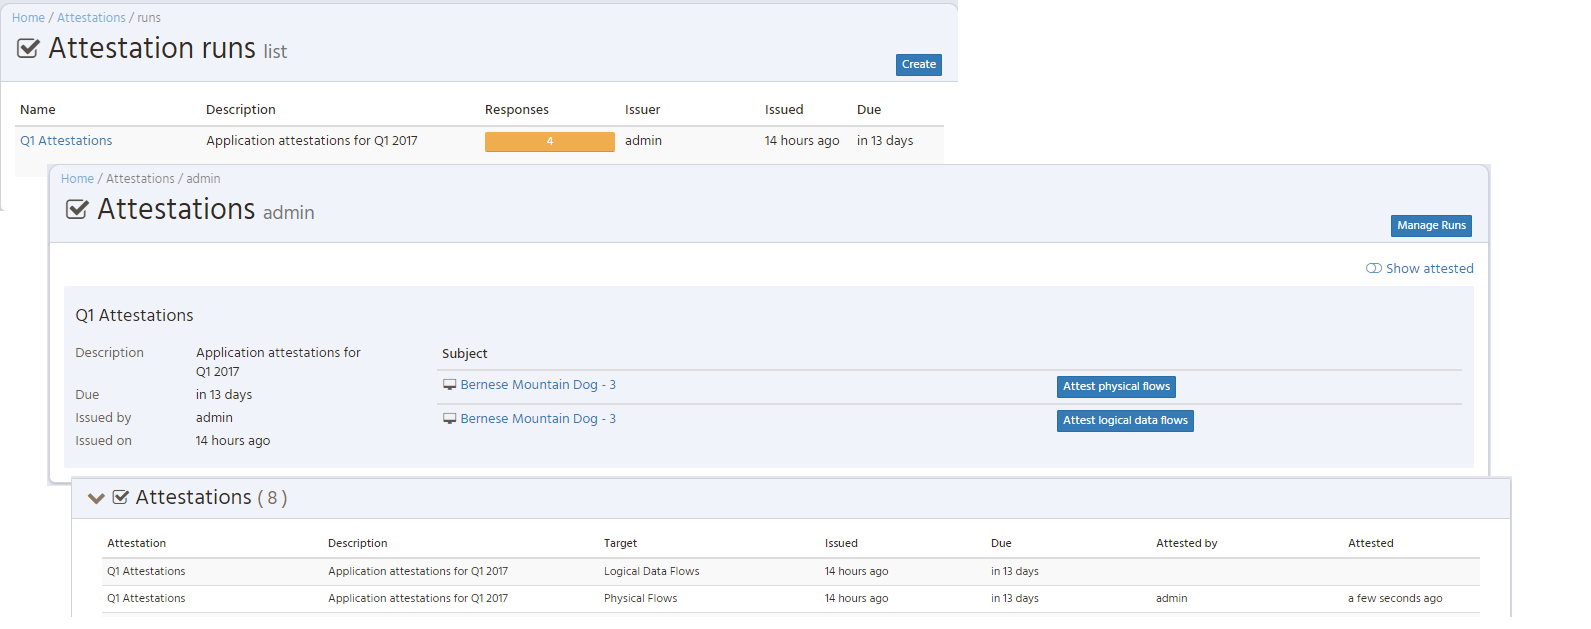 Home / Attestations / runs
Attestation runs list
Create
Name Description Responses Issuer Issued Due
Q1 Attestations Application attestations for Q1 2017 4 admin 14 hours ago in 13 days
Home / Attestations / admin
Attestations admin
Manage Runs
Show attested
Q1 Attestations
Description Application attestations for
Q1 2017
Due in 13 days
Issued by admin
Issued on 14 hours ago
Subject
Bernese Mountain Dog - 3 Attest physical flows
Bernese Mountain Dog - 3 Attest logical data flows
Attestations ( 8 )
Attestation Description Target Issued Due Attested by Attested
Q1 Attestations Application attestations for Q1 2017 Logical Data Flows 14 hours ago in 13 days
Q1 Attestations Application attestations for Q1 2017 Physical Flows 14 hours ago in 13 days admin a few seconds ago